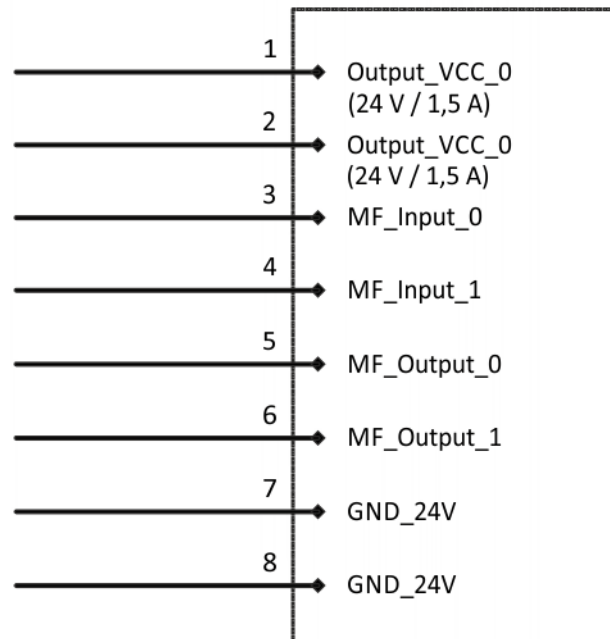 1
Output_VCC_0
(24 V / 1,5 A)
2
Output_VCC_0
(24 V / 1,5 A)
3
MF_Input_0
4
MF_Input_1
5
MF_Output_0
6
MF_Output_1
7
GND_24V
8
GND_24V